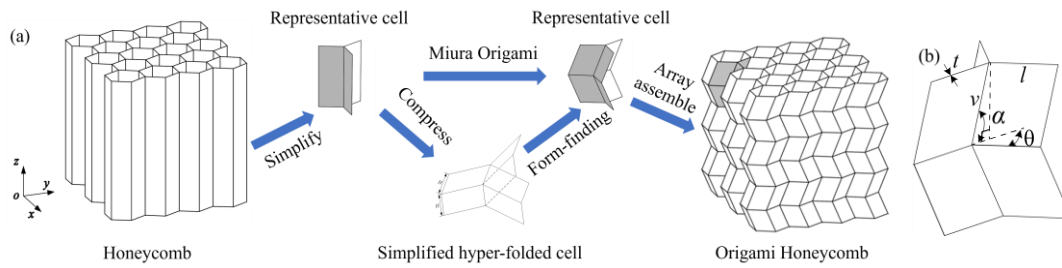 (a)
Representative cell
Representative cell
(b)
Miura Origami
Array
assemble
Simplify
Compress
Form-finding
z
o
y
x
t
l
v
α
θ
Honeycomb
Simplified hyper-folded cell
Origami Honeycomb